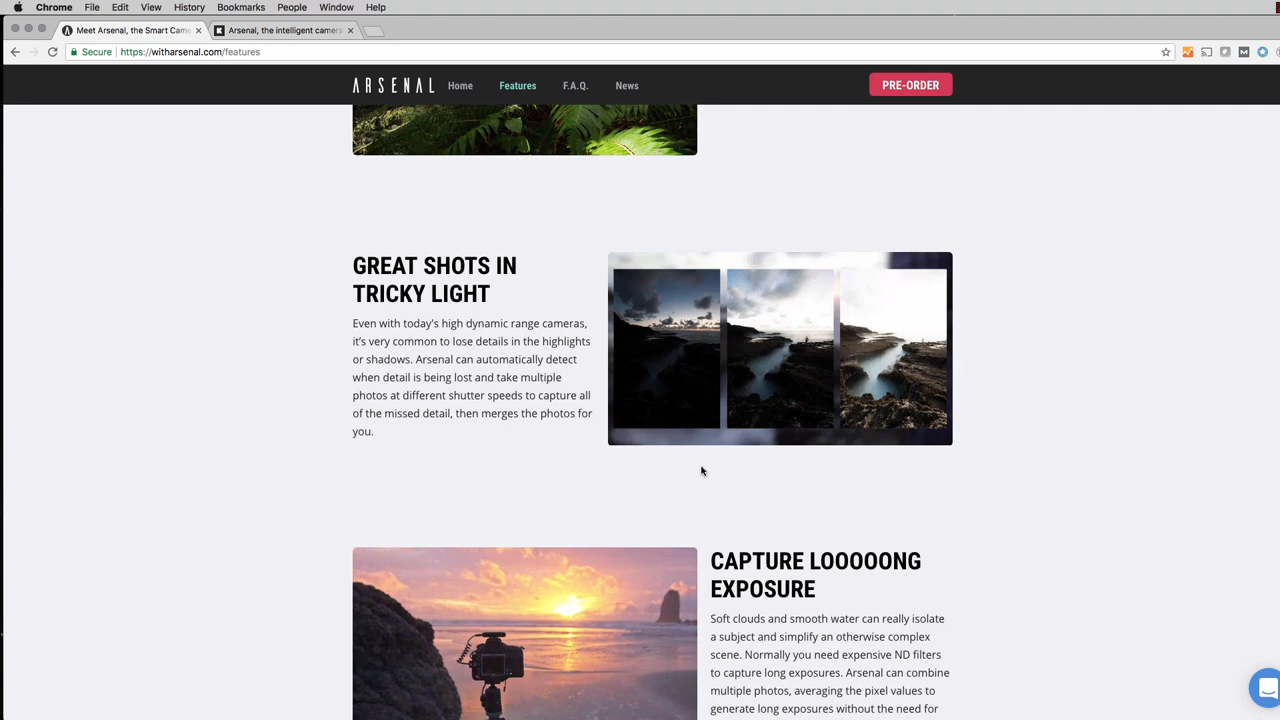 Chrome File Edit View History Bookmarks People Window Help
Meet Arsenal, the Smart Came
Arsenal, the intelligent camera
Secure https://witharsenal.com/features
ARSENAL Home Features F.A.Q. News PRE-ORDER
GREAT SHOTS IN
TRICKY LIGHT
Even with today's high dynamic range cameras,
it's very common to lose details in the highlights
or shadows. Arsenal can automatically detect
when detail is being lost and take multiple
photos at different shutter speeds to capture all
of the missed detail, then merges the photos for
you.
CAPTURE LOOOOONG
EXPOSURE
Soft clouds and smooth water can really isolate
a subject and simplify an otherwise complex
scene. Normally you need expensive ND filters
to capture long exposures. Arsenal can combine
multiple photos, averaging the pixel values to
generate long exposures without the need for